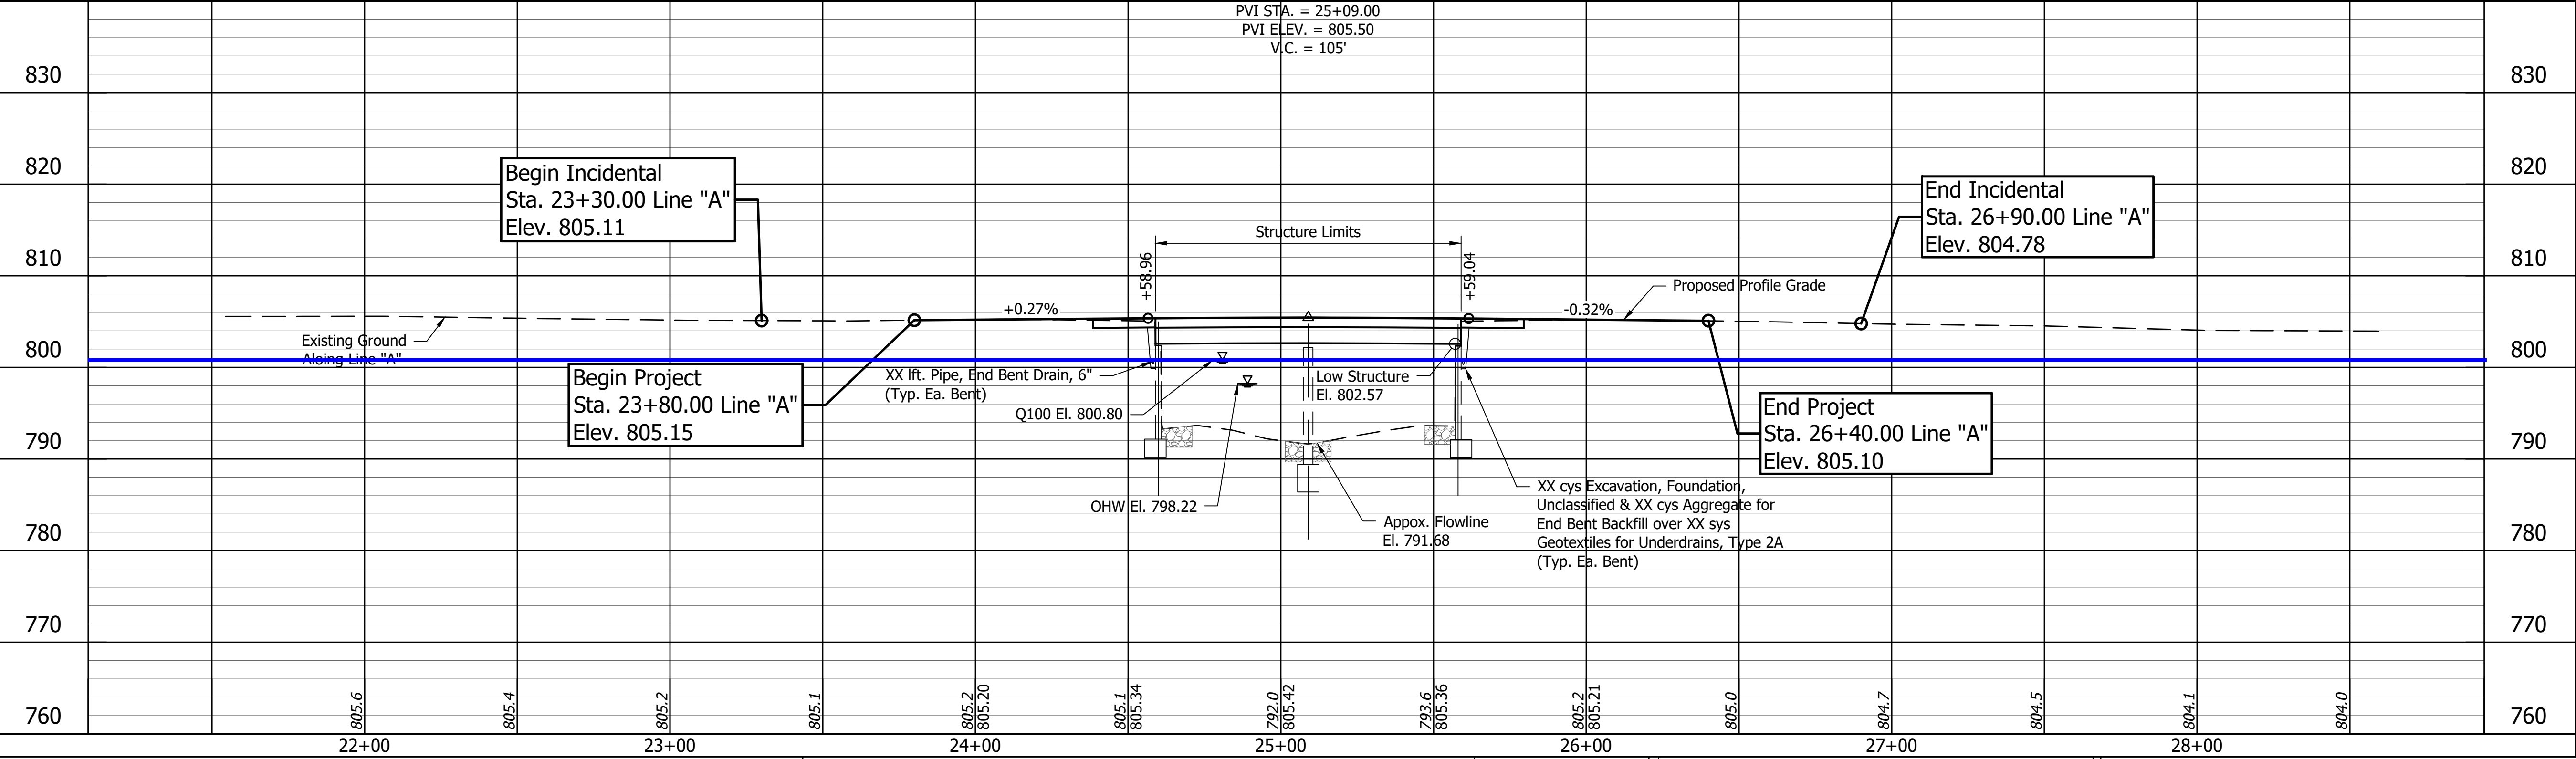 PVI STA. = 25+09.00
PVI ELEV. = 805.50
V.C. = 105'
830
830
820
820
Begin Incidental
Sta. 23+30.00 Line "A"
Elev. 805.11
End Incidental
Sta. 26+90.00 Line "A"
Elev. 804.78
Structure Limits
810
810
+58.96
+59.04
Proposed Profile Grade
+0.27%
-0.32%
Existing Ground
Aloing Line "A"
800
800
Begin Project
Sta. 23+80.00 Line "A"
Elev. 805.15
XX lft. Pipe, End Bent Drain, 6"
(Typ. Ea. Bent)
Q100 El. 800.80
Low Structure
El. 802.57
End Project
Sta. 26+40.00 Line "A"
Elev. 805.10
790
790
OHW El. 798.22
Appox. Flowline
El. 791.68
XX cys Excavation, Foundation,
Unclassified & XX cys Aggregate for
End Bent Backfill over XX sys
Geotextiles for Underdrains, Type 2A
(Typ. Ea. Bent)
780
780
770
770
760
760
805.6
805.4
805.2
805.1
805.2
805.20
805.1
805.34
792.0
805.42
793.6
805.36
805.2
805.21
805.0
804.7
804.5
804.1
804.0
22+00
23+00
24+00
25+00
26+00
27+00
28+00